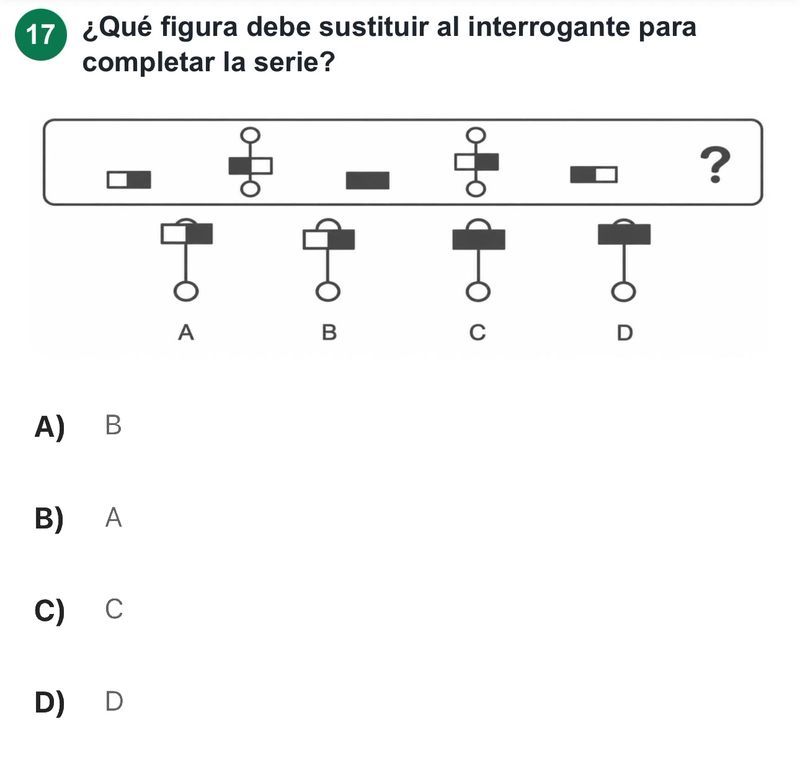 17 ¿Qué figura debe sustituir al interrogante para
completar la serie?
?
A B C D
A) B
B) A
C) C
D) D